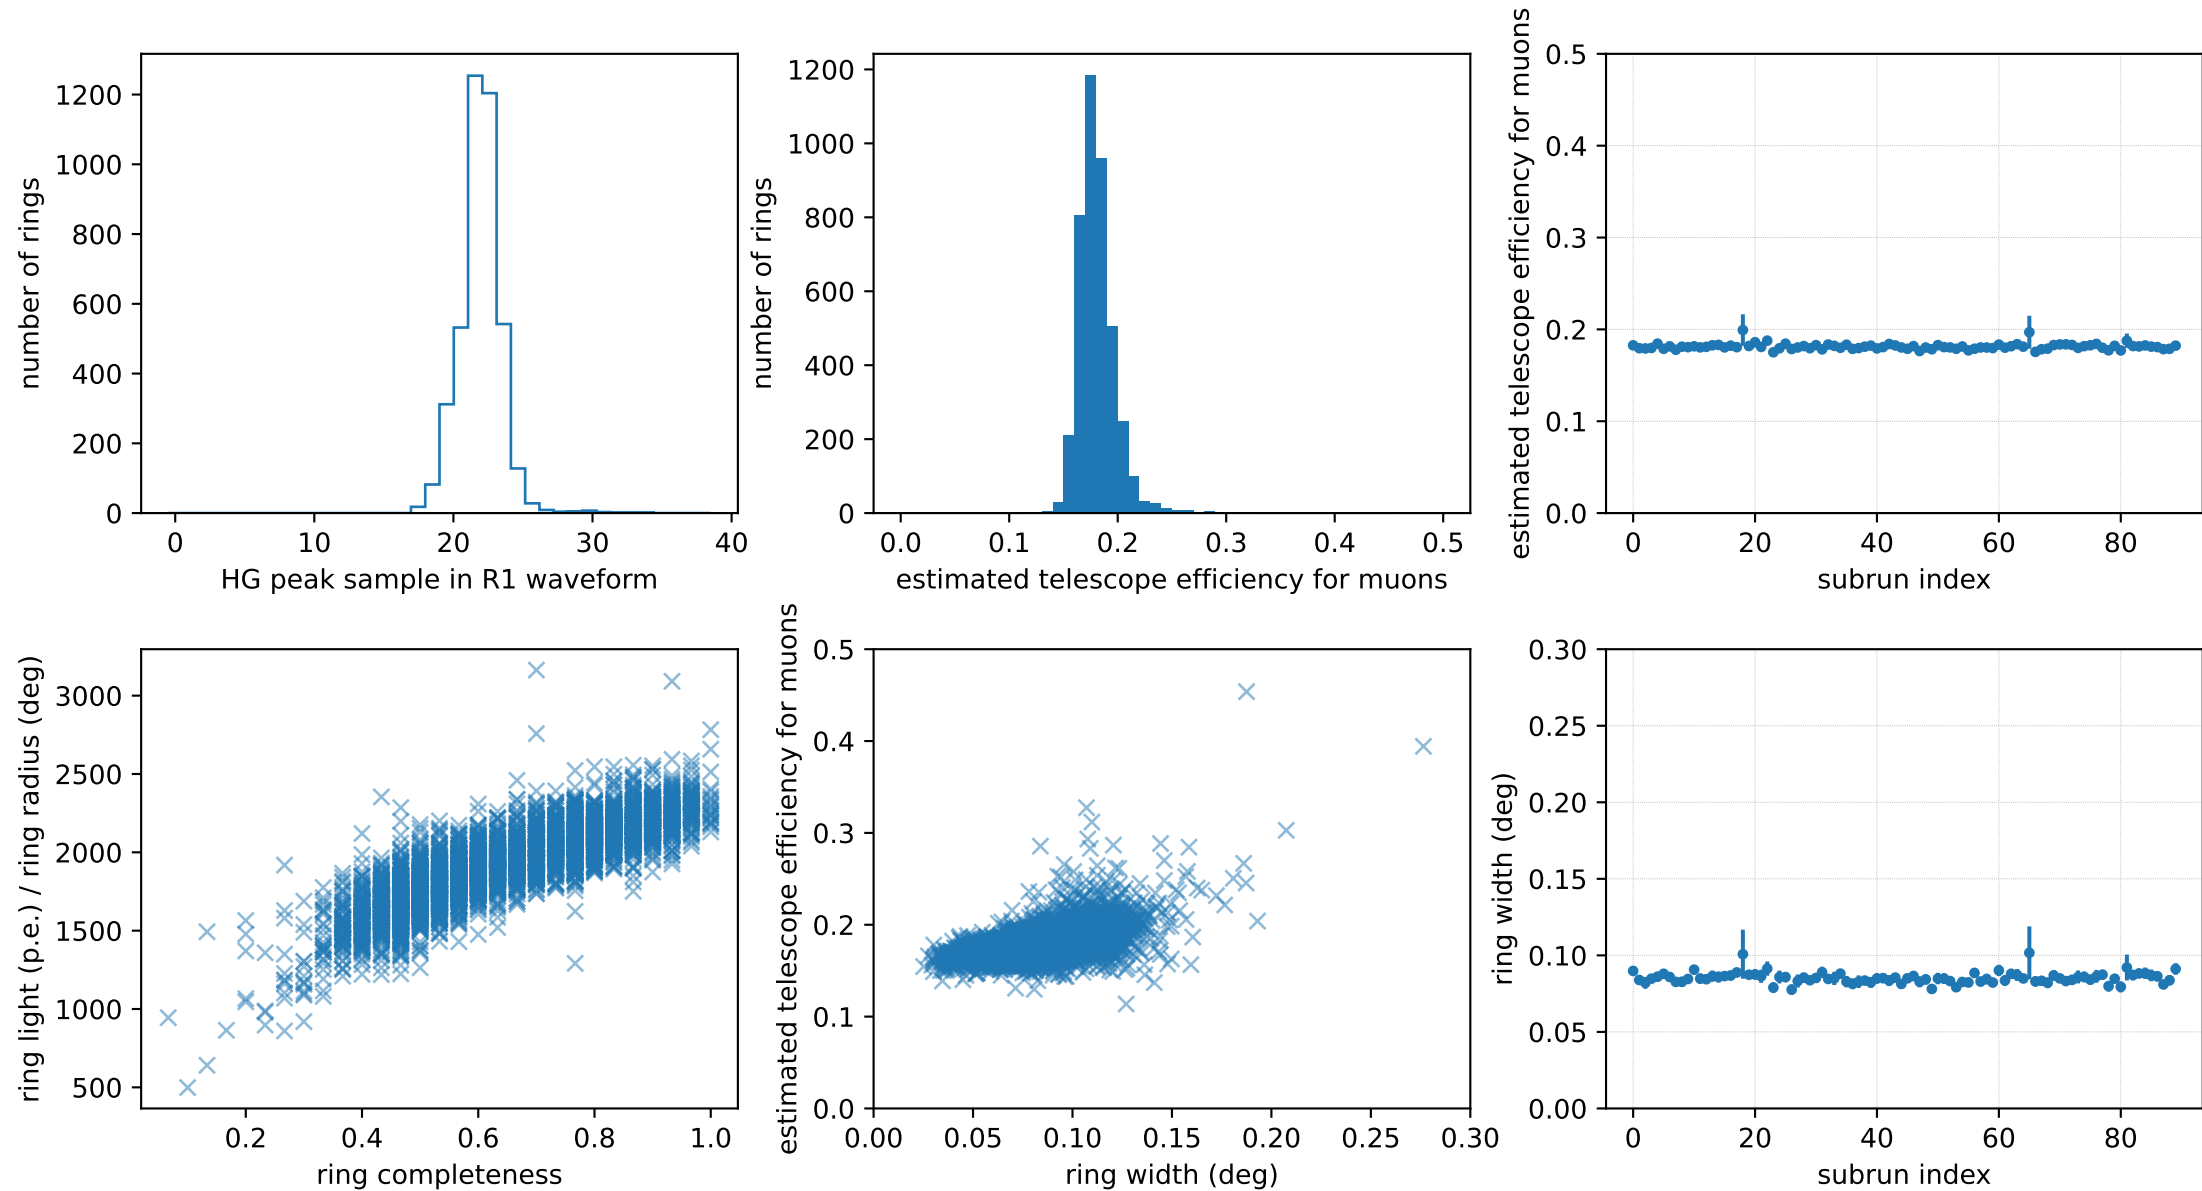 number of rings
1200
1000
800
600
400
200
0
0 10 20 30 40
HG peak sample in R1 waveform
number of rings
1200
1000
800
600
400
200
0
0.0 0.1 0.2 0.3 0.4 0.5
estimated telescope efficiency for muons
estimated telescope efficiency for muons
0.5
0.4
0.3
0.2
0.1
0.0
0 20 40 60 80
subrun index
ring light (p.e.) / ring radius (deg)
3000
2500
2000
1500
1000
500
0.2 0.4 0.6 0.8 1.0
ring completeness
estimated telescope efficiency for muons
0.5
0.4
0.3
0.2
0.1
0.0
0.00 0.05 0.10 0.15 0.20 0.25 0.30
ring width (deg)
ring width (deg)
0.30
0.25
0.20
0.15
0.10
0.05
0.00
0 20 40 60 80
subrun index